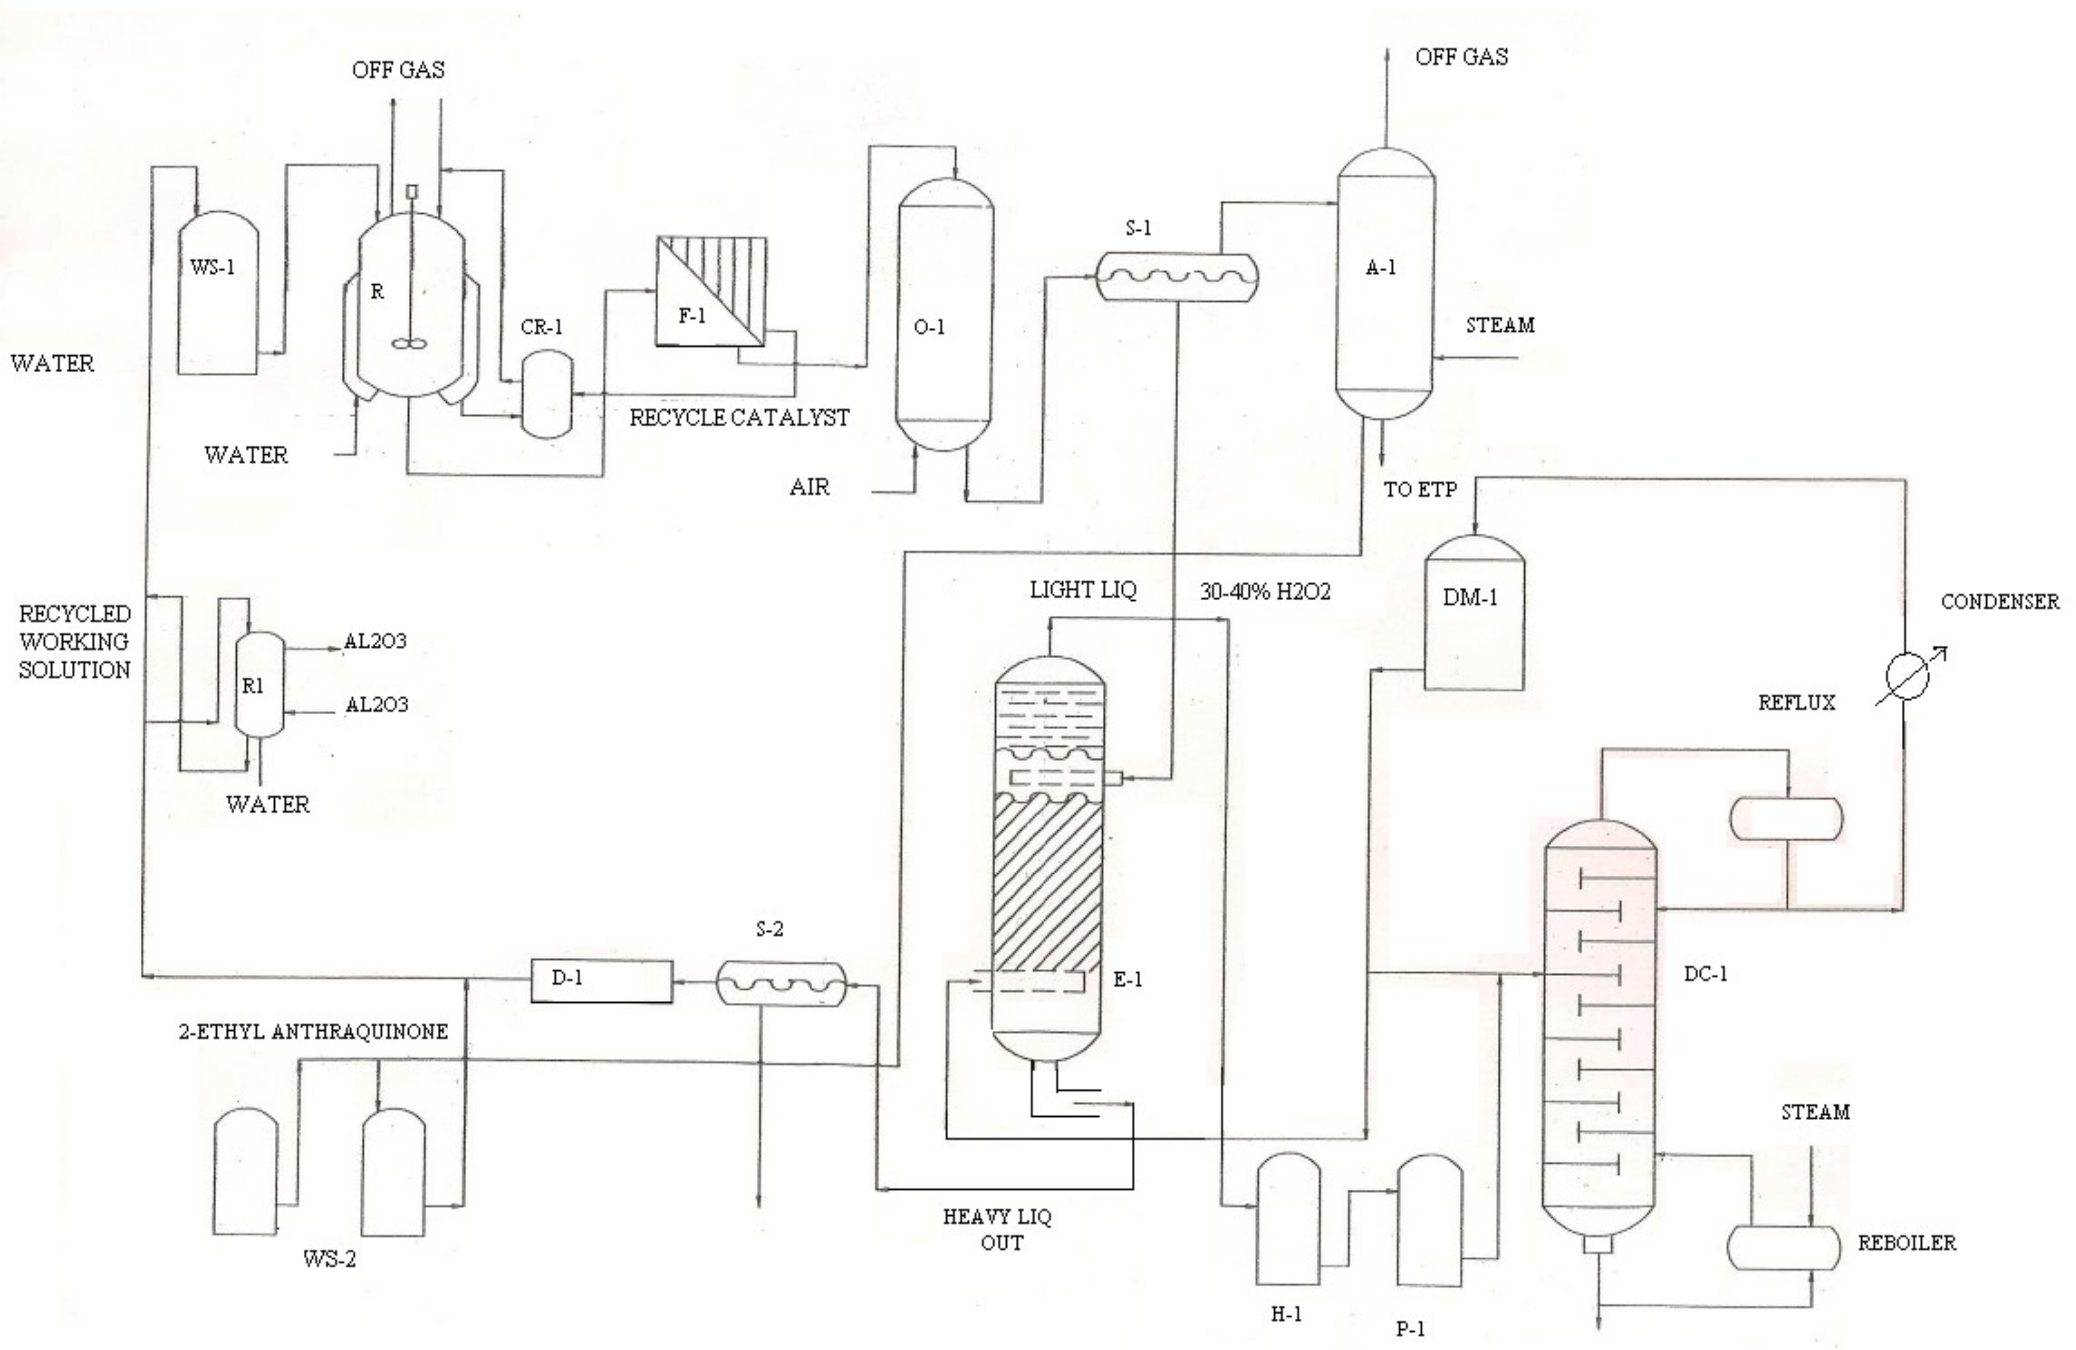 OFF GAS
OFF GAS
S-1
WS-1
R
A-1
CR-1
F-1
O-1
STEAM
WATER
RECYCLE CATALYST
WATER
AIR
TO ETP
LIGHT LIQ
30-40% H2O2
DM-1
CONDENSER
RECYCLED
WORKING
SOLUTION
AL2O3
R1
AL2O3
REFLUX
WATER
S-2
D-1
E-1
DC-1
2-ETHYL ANTHRAQUINONE
STEAM
HEAVY LIQ
OUT
REBOILER
WS-2
H-1
P-1